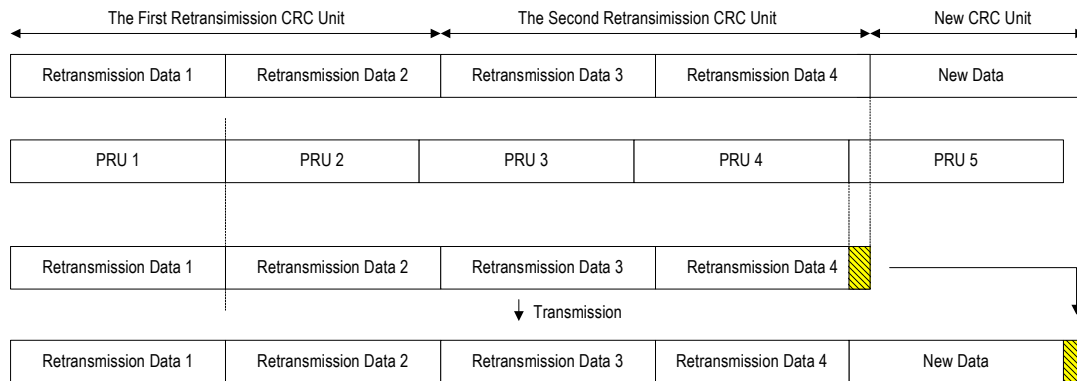 The First Retransimission CRC Unit The Second Retransimission CRC Unit New CRC Unit
Retransmission Data 1 Retransmission Data 2 Retransmission Data 3 Retransmission Data 4 New Data
PRU 1 PRU 2 PRU 3 PRU 4 PRU 5
Retransmission Data 1 Retransmission Data 2 Retransmission Data 3 Retransmission Data 4
Transmission
Retransmission Data 1 Retransmission Data 2 Retransmission Data 3 Retransmission Data 4 New Data